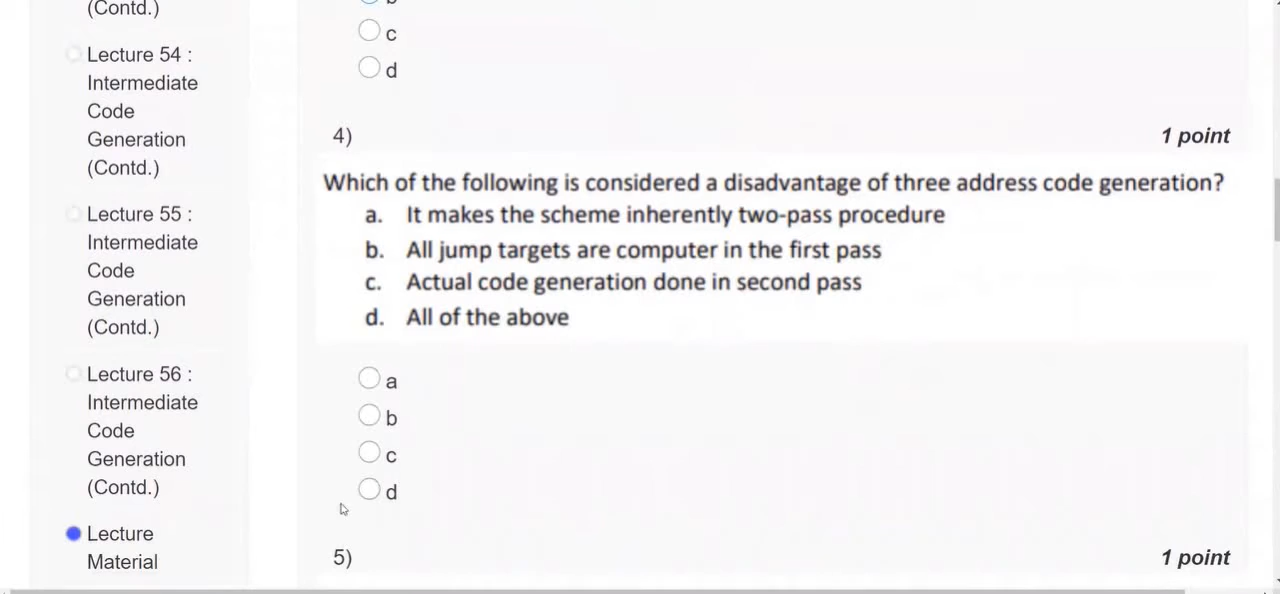 (Contd.)
Lecture 54 :
Intermediate
Code
Generation
(Contd.)
Lecture 55 :
Intermediate
Code
Generation
(Contd.)
Lecture 56 :
Intermediate
Code
Generation
(Contd.)
Lecture
Material
c
d
4) 1 point
Which of the following is considered a disadvantage of three address code generation?
a. It makes the scheme inherently two-pass procedure
b. All jump targets are computer in the first pass
c. Actual code generation done in second pass
d. All of the above
a
b
c
d
5) 1 point